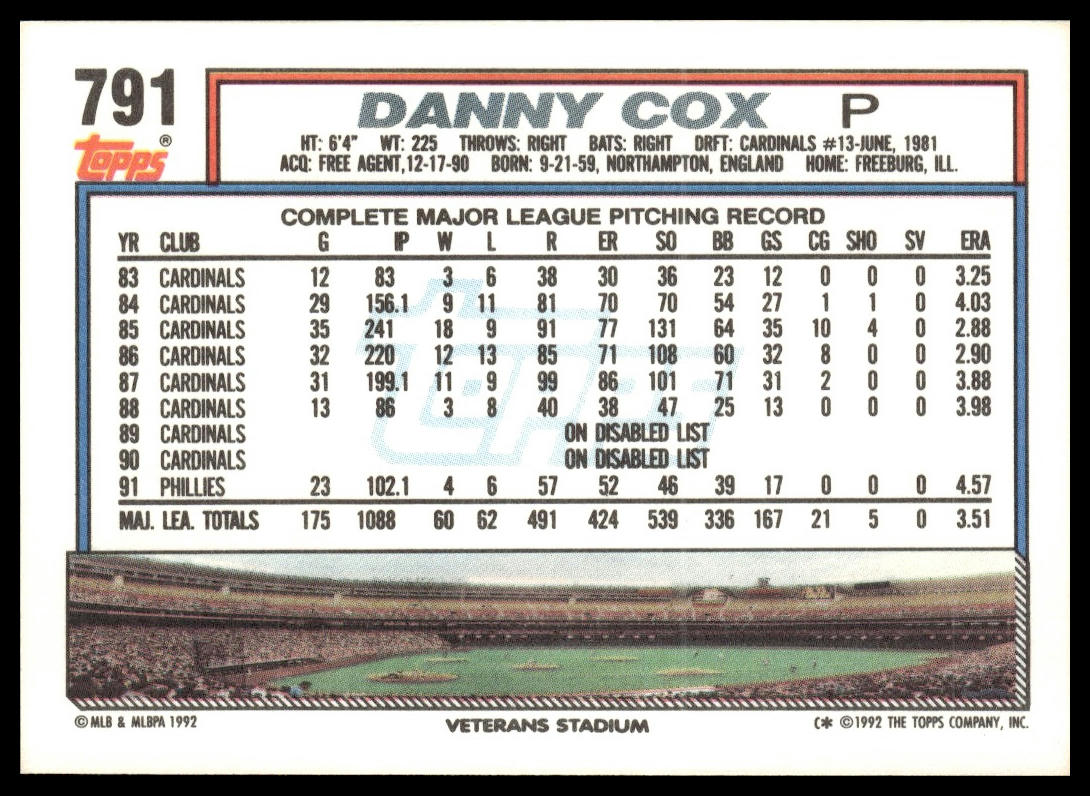 791
DANNY COX P
topps®
HT: 6'4" WT: 225 THROWS: RIGHT BATS: RIGHT DRFT: CARDINALS #13-JUNE, 1981
ACQ: FREE AGENT,12-17-90 BORN: 9-21-59, NORTHAMPTON, ENGLAND HOME: FREEBURG, ILL.
COMPLETE MAJOR LEAGUE PITCHING RECORD
YR CLUB G IP W L R ER SO BB GS CG SHO SV ERA
83 CARDINALS 12 83 3 6 38 30 36 23 12 0 0 0 3.25
84 CARDINALS 29 156.1 9 11 81 70 70 54 27 1 1 0 4.03
85 CARDINALS 35 241 18 9 91 77 131 64 35 10 4 0 2.88
86 CARDINALS 32 220 12 13 85 71 108 60 32 8 0 0 2.90
87 CARDINALS 31 199.1 11 9 99 86 101 71 31 2 0 0 3.88
88 CARDINALS 13 86 3 8 40 38 47 25 13 0 0 0 3.98
89 CARDINALS ON DISABLED LIST
90 CARDINALS ON DISABLED LIST
91 PHILLIES 23 102.1 4 6 57 52 46 39 17 0 0 0 4.57
MAJ. LEA. TOTALS 175 1088 60 62 491 424 539 336 167 21 5 0 3.51
topps
©MLB & MLBPA 1992 VETERANS STADIUM C* ©1992 THE TOPPS COMPANY, INC.